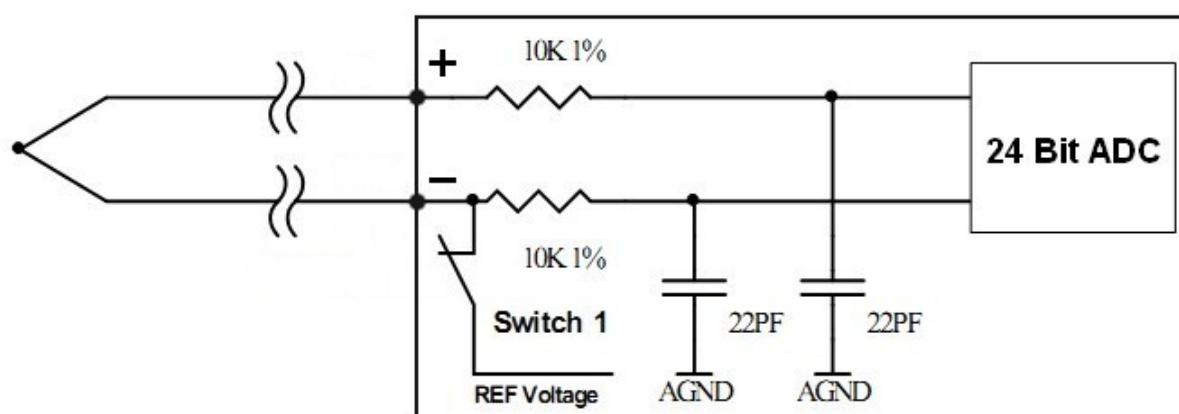 +
10K 1%
24 Bit ADC
−
10K 1%
Switch 1
22PF
22PF
REF Voltage
AGND
AGND